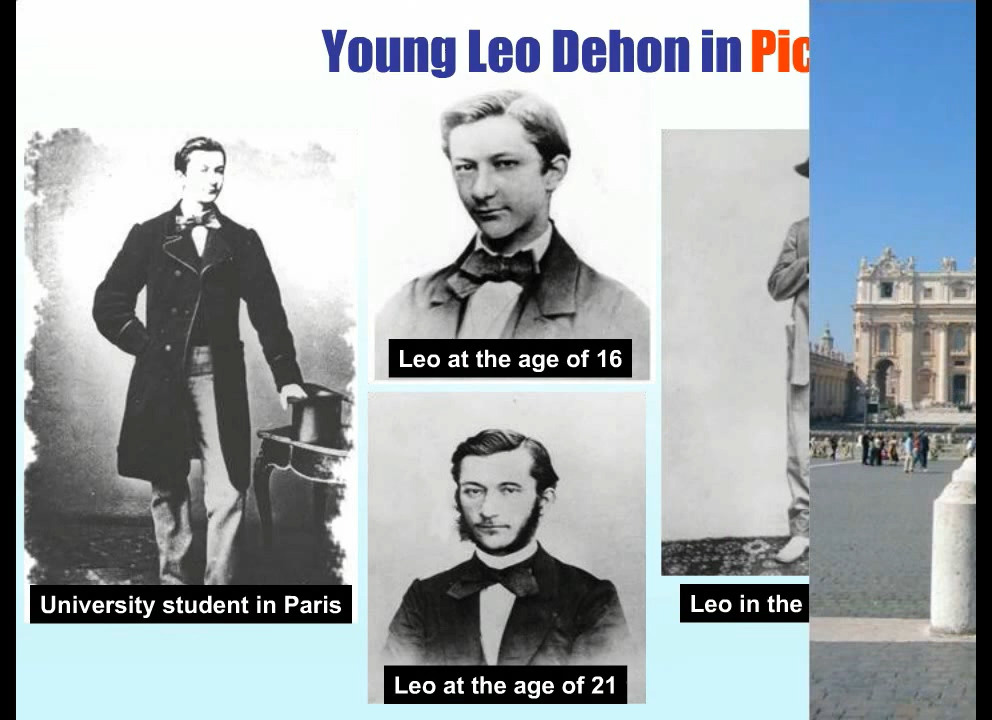 Young Leo Dehon in Pic
Leo at the age of 16
University student in Paris
Leo in the
Leo at the age of 21